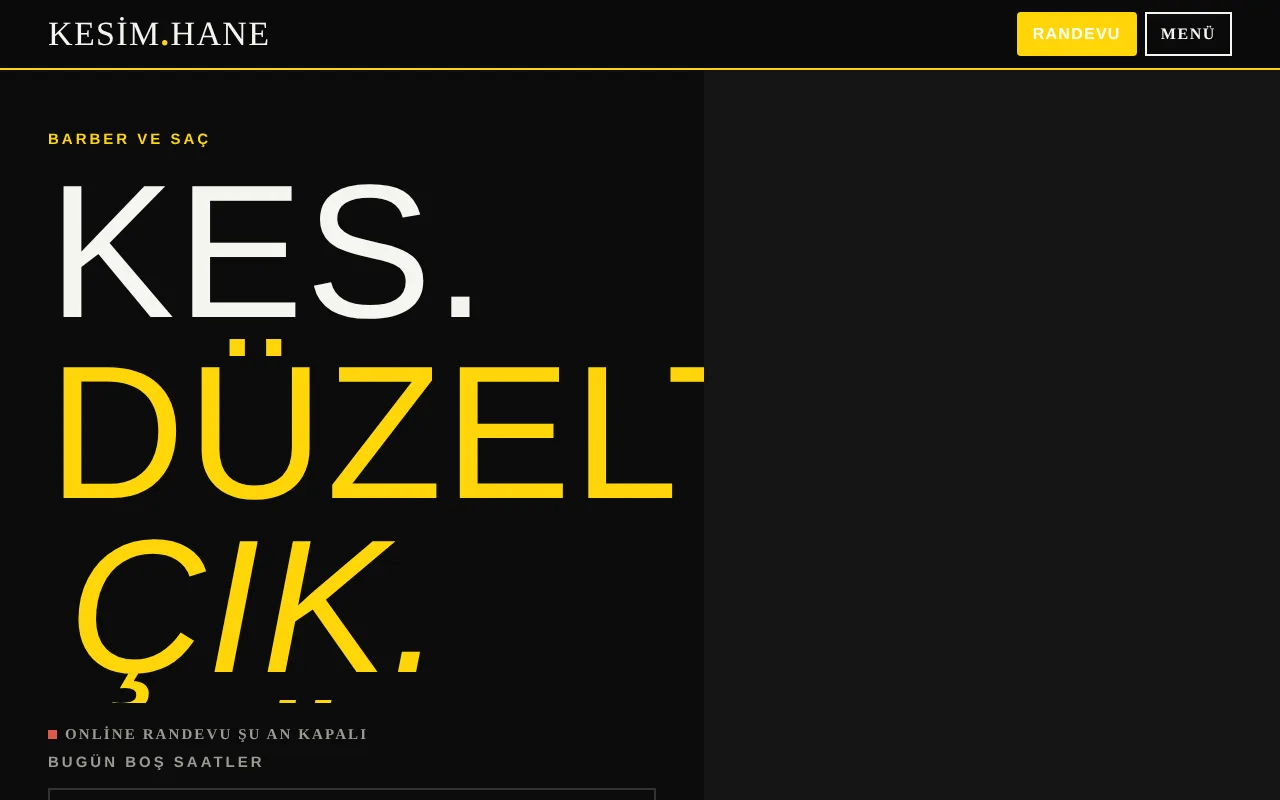 KESİM.HANE
RANDEVU
MENÜ
BARBER VE SAÇ
KES.
DÜZELT
ÇIK.
ONLİNE RANDEVU ŞU AN KAPALI
BUGÜN BOŞ SAATLER